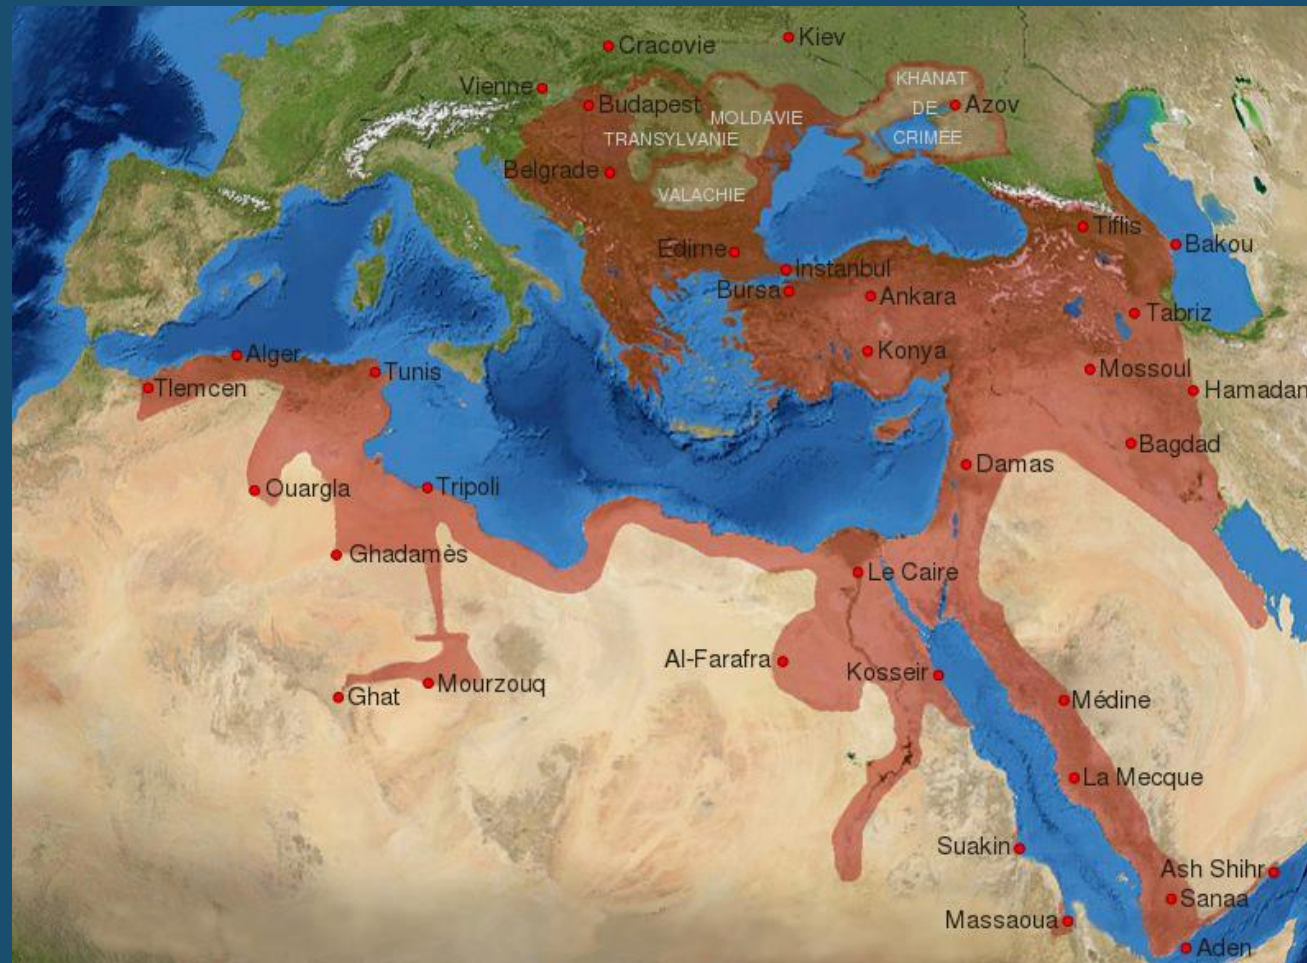 Kiev
Cracovie
KHANAT
Vienne
Budapest
Azov
DE
MOLDAVIE
CRIMÉE
TRANSYLVANIE
Belgrade
VALACHIE
Tiflis
Bakou
Edirne
Instanbul
Bursa
Ankara
Tabriz
Konya
Alger
Mossoul
Tunis
Tlemcen
Hamadan
Bagdad
Damas
Ouargla
Tripoli
Ghadamès
Le Caire
Al-Farafra
Kosseir
Mourzouq
Ghat
Médine
La Mecque
Suakin
Ash Shihr
Sanaa
Massaoua
Aden